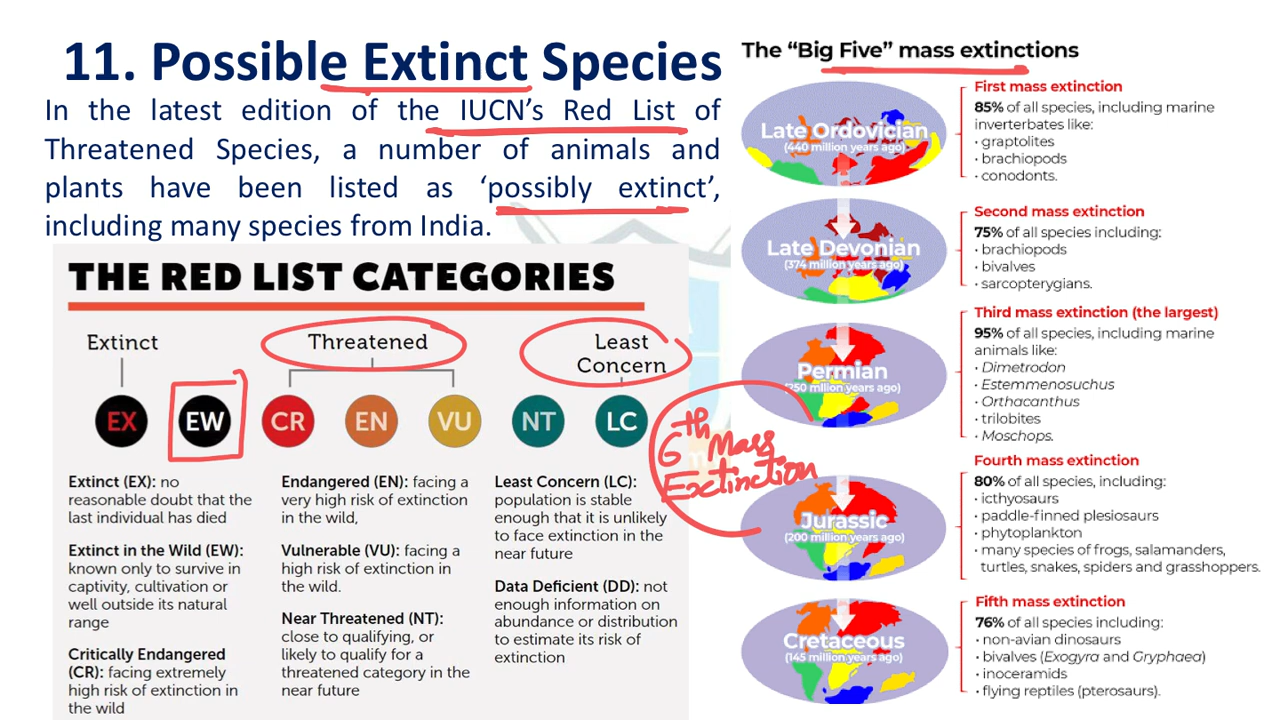 11. Possible Extinct Species
In the latest edition of the IUCN's Red List of
Threatened Species, a number of animals and
plants have been listed as ‘possibly extinct’,
including many species from India.
THE RED LIST CATEGORIES
Extinct
Threatened
Least
Concern
EX
EW
CR
EN
VU
NT
LC
Extinct (EX): no
reasonable doubt that the
last individual has died
Extinct in the Wild (EW):
known only to survive in
captivity, cultivation or
well outside its natural
range
Critically Endangered
(CR): facing extremely
high risk of extinction in
the wild
Endangered (EN): facing a
very high risk of extinction
in the wild,
Vulnerable (VU): facing a
high risk of extinction in
the wild.
Near Threatened (NT):
close to qualifying, or
likely to qualify for a
threatened category in the
near future
Least Concern (LC):
population is stable
enough that it is unlikely
to face extinction in the
near future
Data Deficient (DD): not
enough information on
abundance or distribution
to estimate its risk of
extinction
6th Mass
Exctinction
The “Big Five” mass extinctions
Late Ordovician
(440 million years ago)
First mass extinction
85% of all species, including marine
inverterbates like:
• graptolites
• brachiopods
• conodonts.
Late Devonian
(374 million years ago)
Second mass extinction
75% of all species including:
• brachiopods
• bivalves
• sarcopterygians.
Permian
(250 million years ago)
Third mass extinction (the largest)
95% of all species, including marine
animals like:
• Dimetrodon
• Estemmenosuchus
• Orthacanthus
• trilobites
• Moschops.
Jurassic
(200 million years ago)
Fourth mass extinction
80% of all species, including:
• icthyosaurs
• paddle-finned plesiosaurs
• phytoplankton
• many species of frogs, salamanders,
turtles, snakes, spiders and grasshoppers.
Cretaceous
(145 million years ago)
Fifth mass extinction
76% of all species including:
• non-avian dinosaurs
• bivalves (Exogyra and Gryphaea)
• inoceramids
• flying reptiles (pterosaurs).